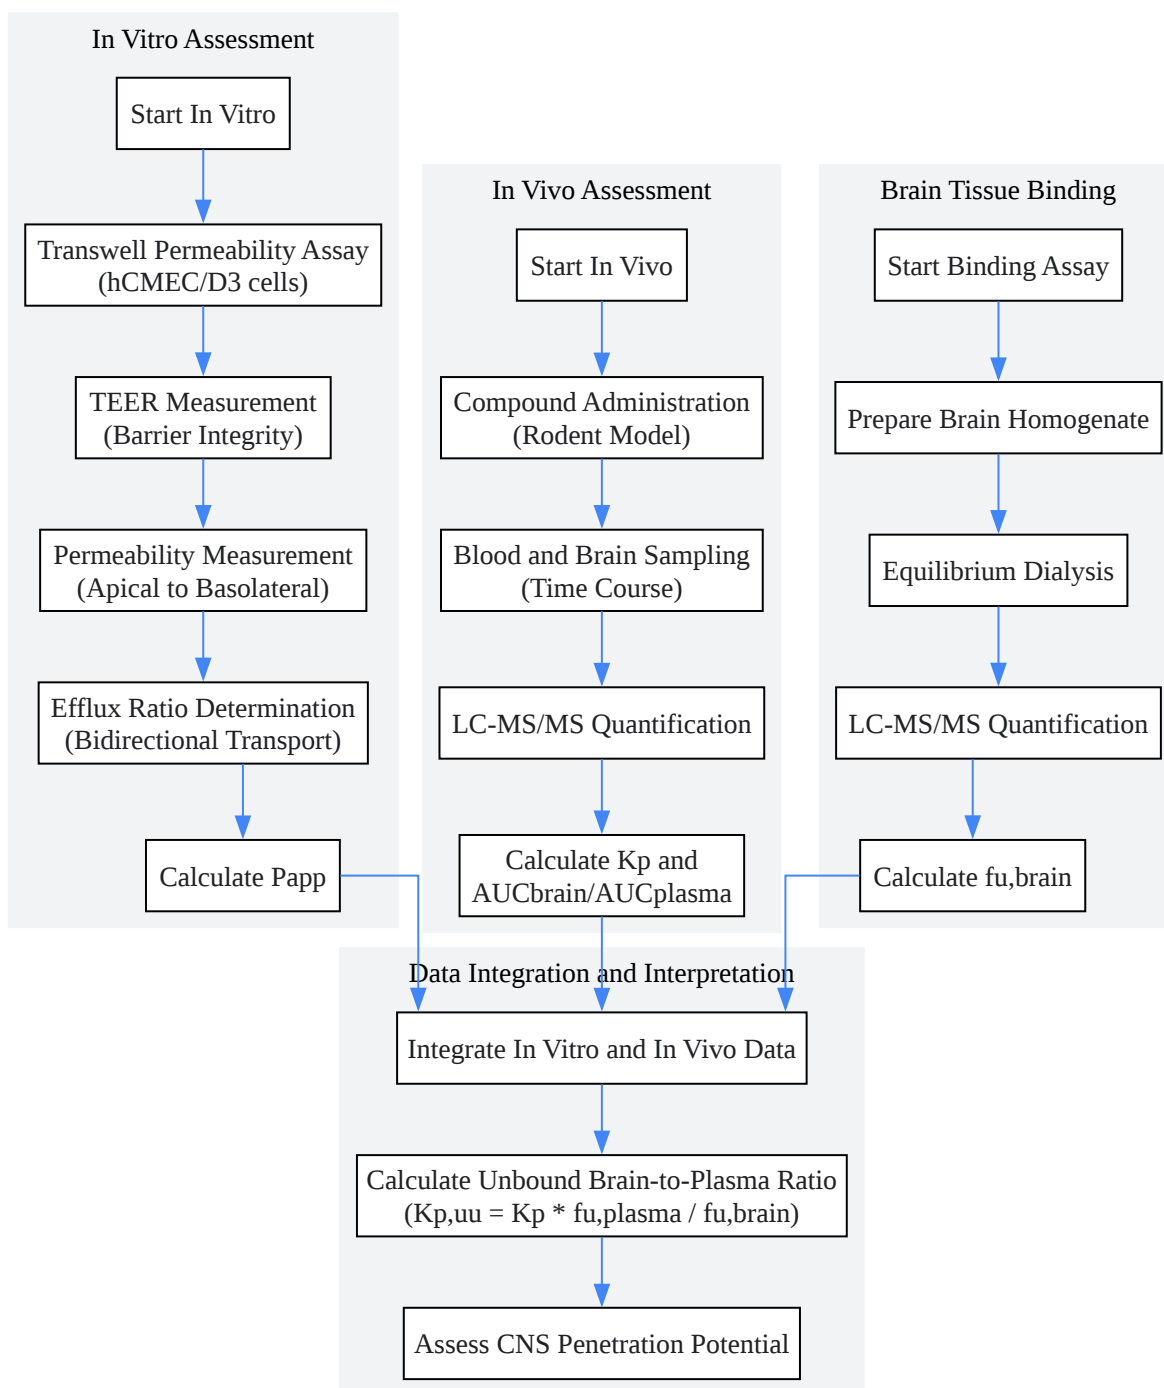 In Vitro Assessment
Start In Vitro
Transwell Permeability Assay
(hCMEC/D3 cells)
TEER Measurement
(Barrier Integrity)
Permeability Measurement
(Apical to Basolateral)
Efflux Ratio Determination
(Bidirectional Transport)
Calculate Papp
In Vivo Assessment
Start In Vivo
Compound Administration
(Rodent Model)
Blood and Brain Sampling
(Time Course)
LC-MS/MS Quantification
Calculate Kp and
AUCbrain/AUCplasma
Brain Tissue Binding
Start Binding Assay
Prepare Brain Homogenate
Equilibrium Dialysis
LC-MS/MS Quantification
Calculate fu,brain
Data Integration and Interpretation
Integrate In Vitro and In Vivo Data
Calculate Unbound Brain-to-Plasma Ratio
(Kp,uu = Kp * fu,plasma / fu,brain)
Assess CNS Penetration Potential